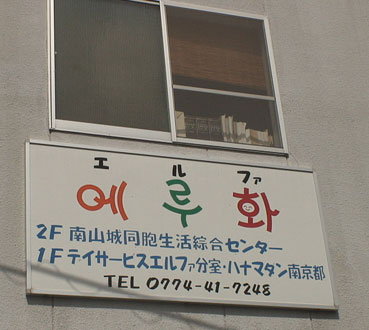 エルファ
에루화
2F 南山城同胞生活綜合センター
1F デイサービスエルファ分室・ハナマタン南京都
TEL 0774-41-7248